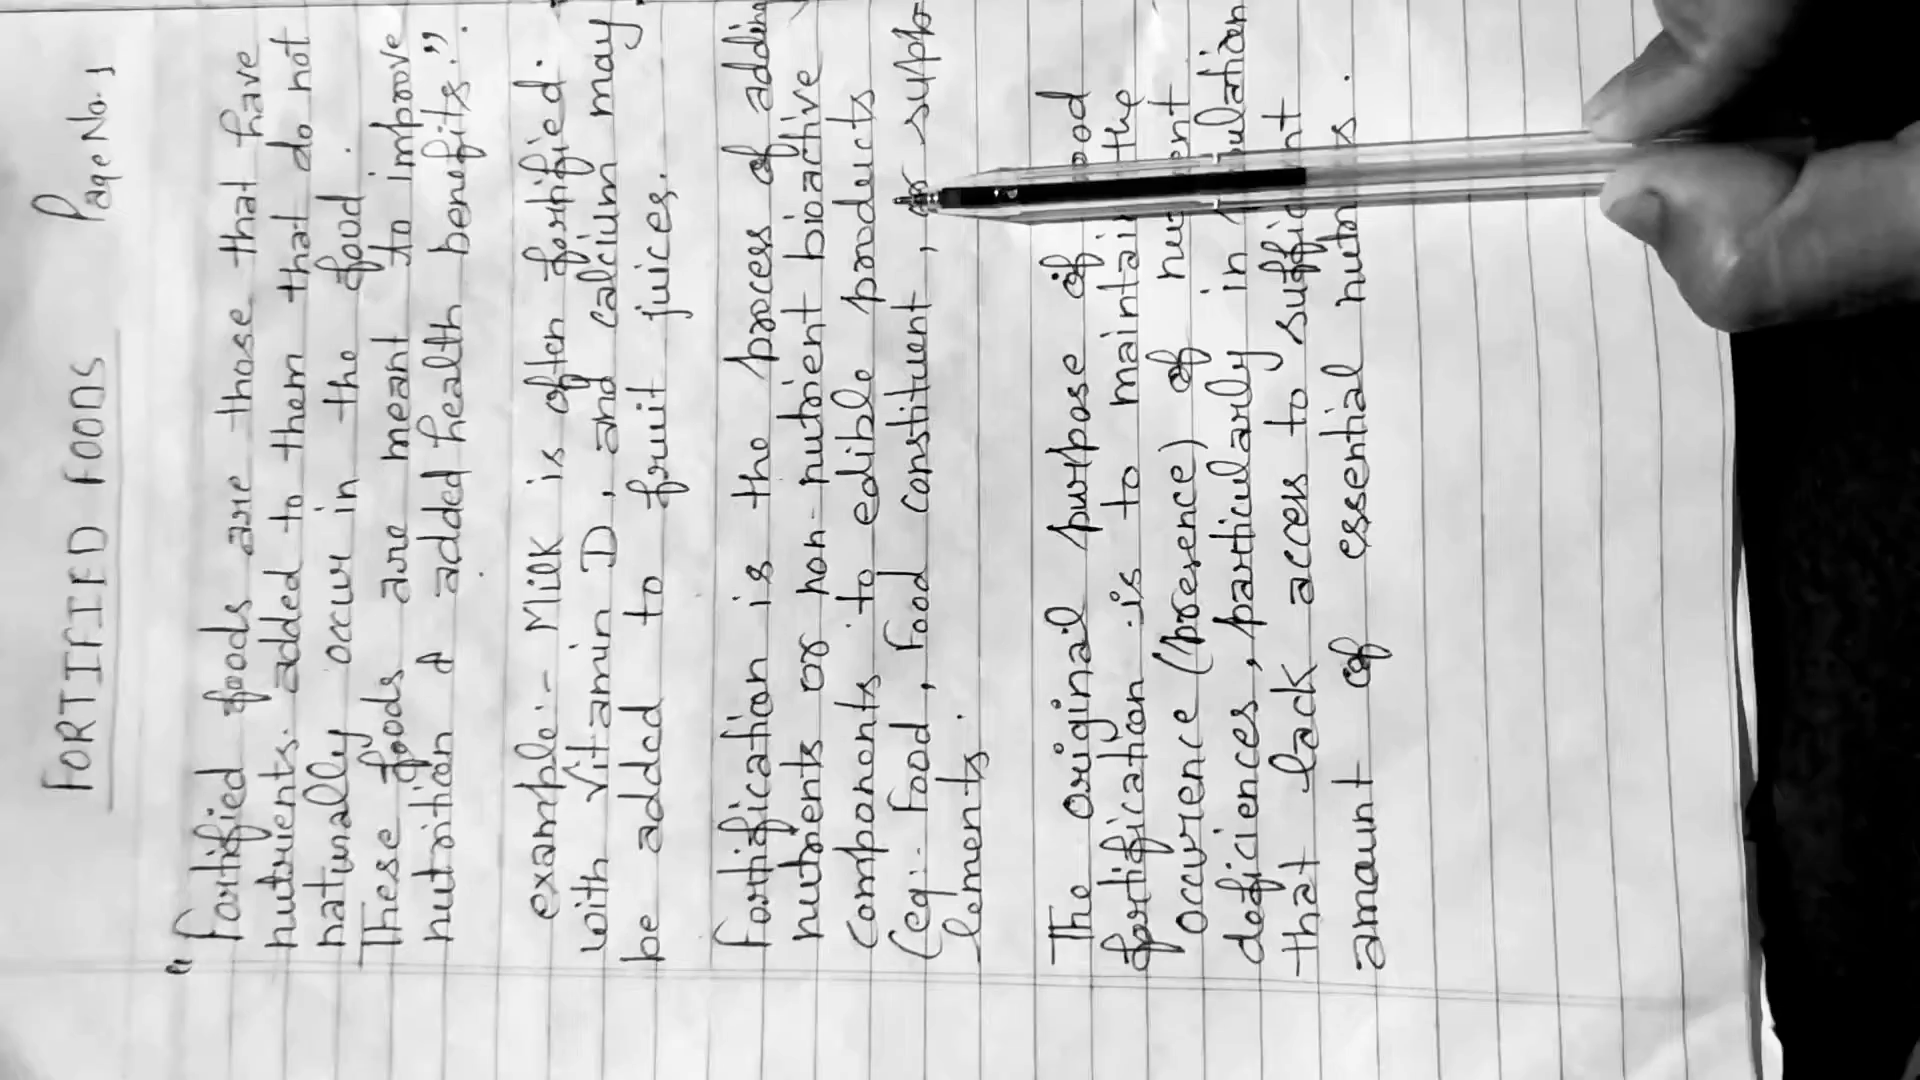 Page No. 1
FORTIFIED FOODS
"Fortified foods are those that have
nutrients added to them that do not
naturally occur in the food.
These foods are meant to improve
nutrition & added health benefits."
example:- Milk is often fortified.
with vitamin D, and calcium may
be added to fruit juices.
Fortification is the process of adding
nutrients or non-nutrient bioactive
Components to edible products
(eg:- Food, Food constituent, or
lements.
The original purpose of
fortification is to maintain the
occurience (presence) of
deficiences, particularly in
that lack access to
amount of essential